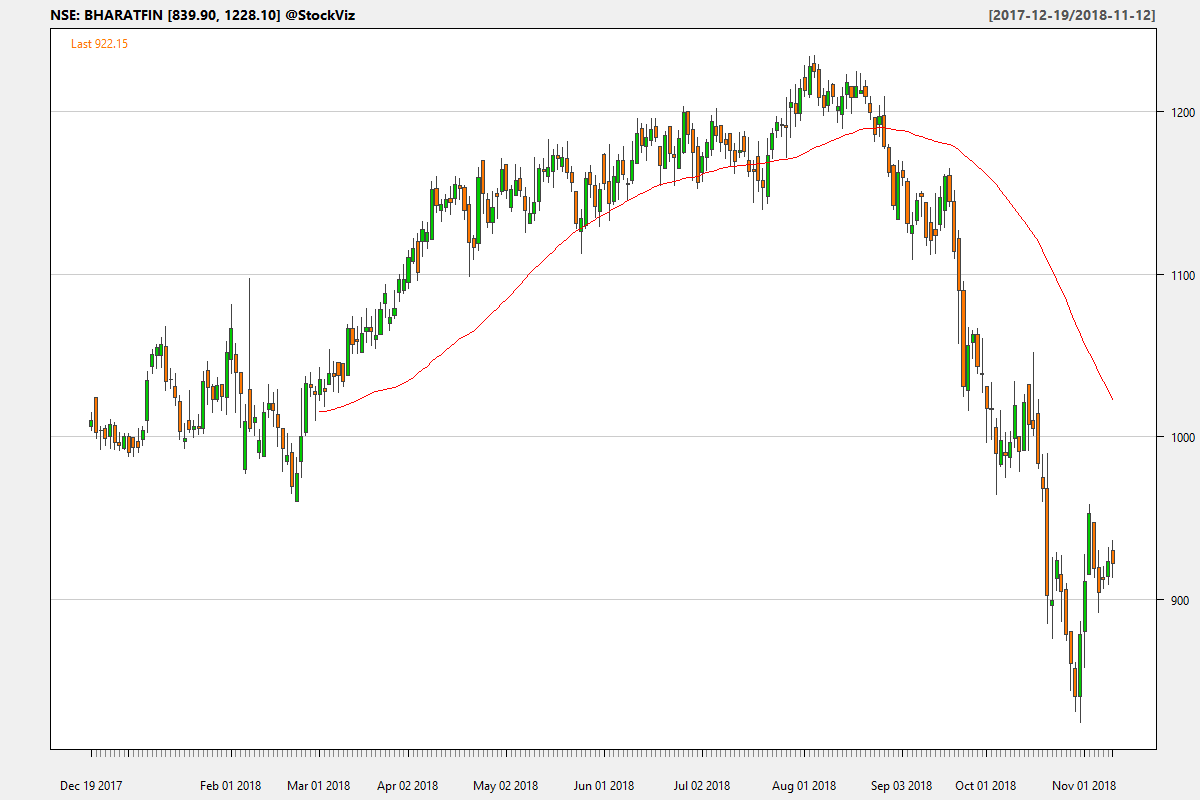 NSE: BHARATFIN [839.90, 1228.10] @StockViz
[2017-12-19/2018-11-12]
Last 922.15
1200
1100
1000
900
Dec 19 2017
Feb 01 2018
Mar 01 2018
Apr 02 2018
May 02 2018
Jun 01 2018
Jul 02 2018
Aug 01 2018
Sep 03 2018
Oct 01 2018
Nov 01 2018